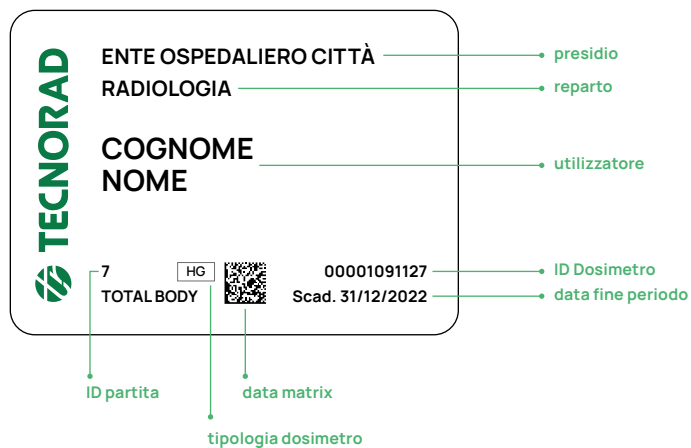 TECNORAD
ENTE OSPEDALIERO CITTÀ
presidio
RADIOLOGIA
reparto
COGNOME
NOME
utilizzatore
7
HG
00001091127
ID Dosimetro
TOTAL BODY
Scad. 31/12/2022
data fine periodo
ID partita
data matrix
tipologia dosimetro